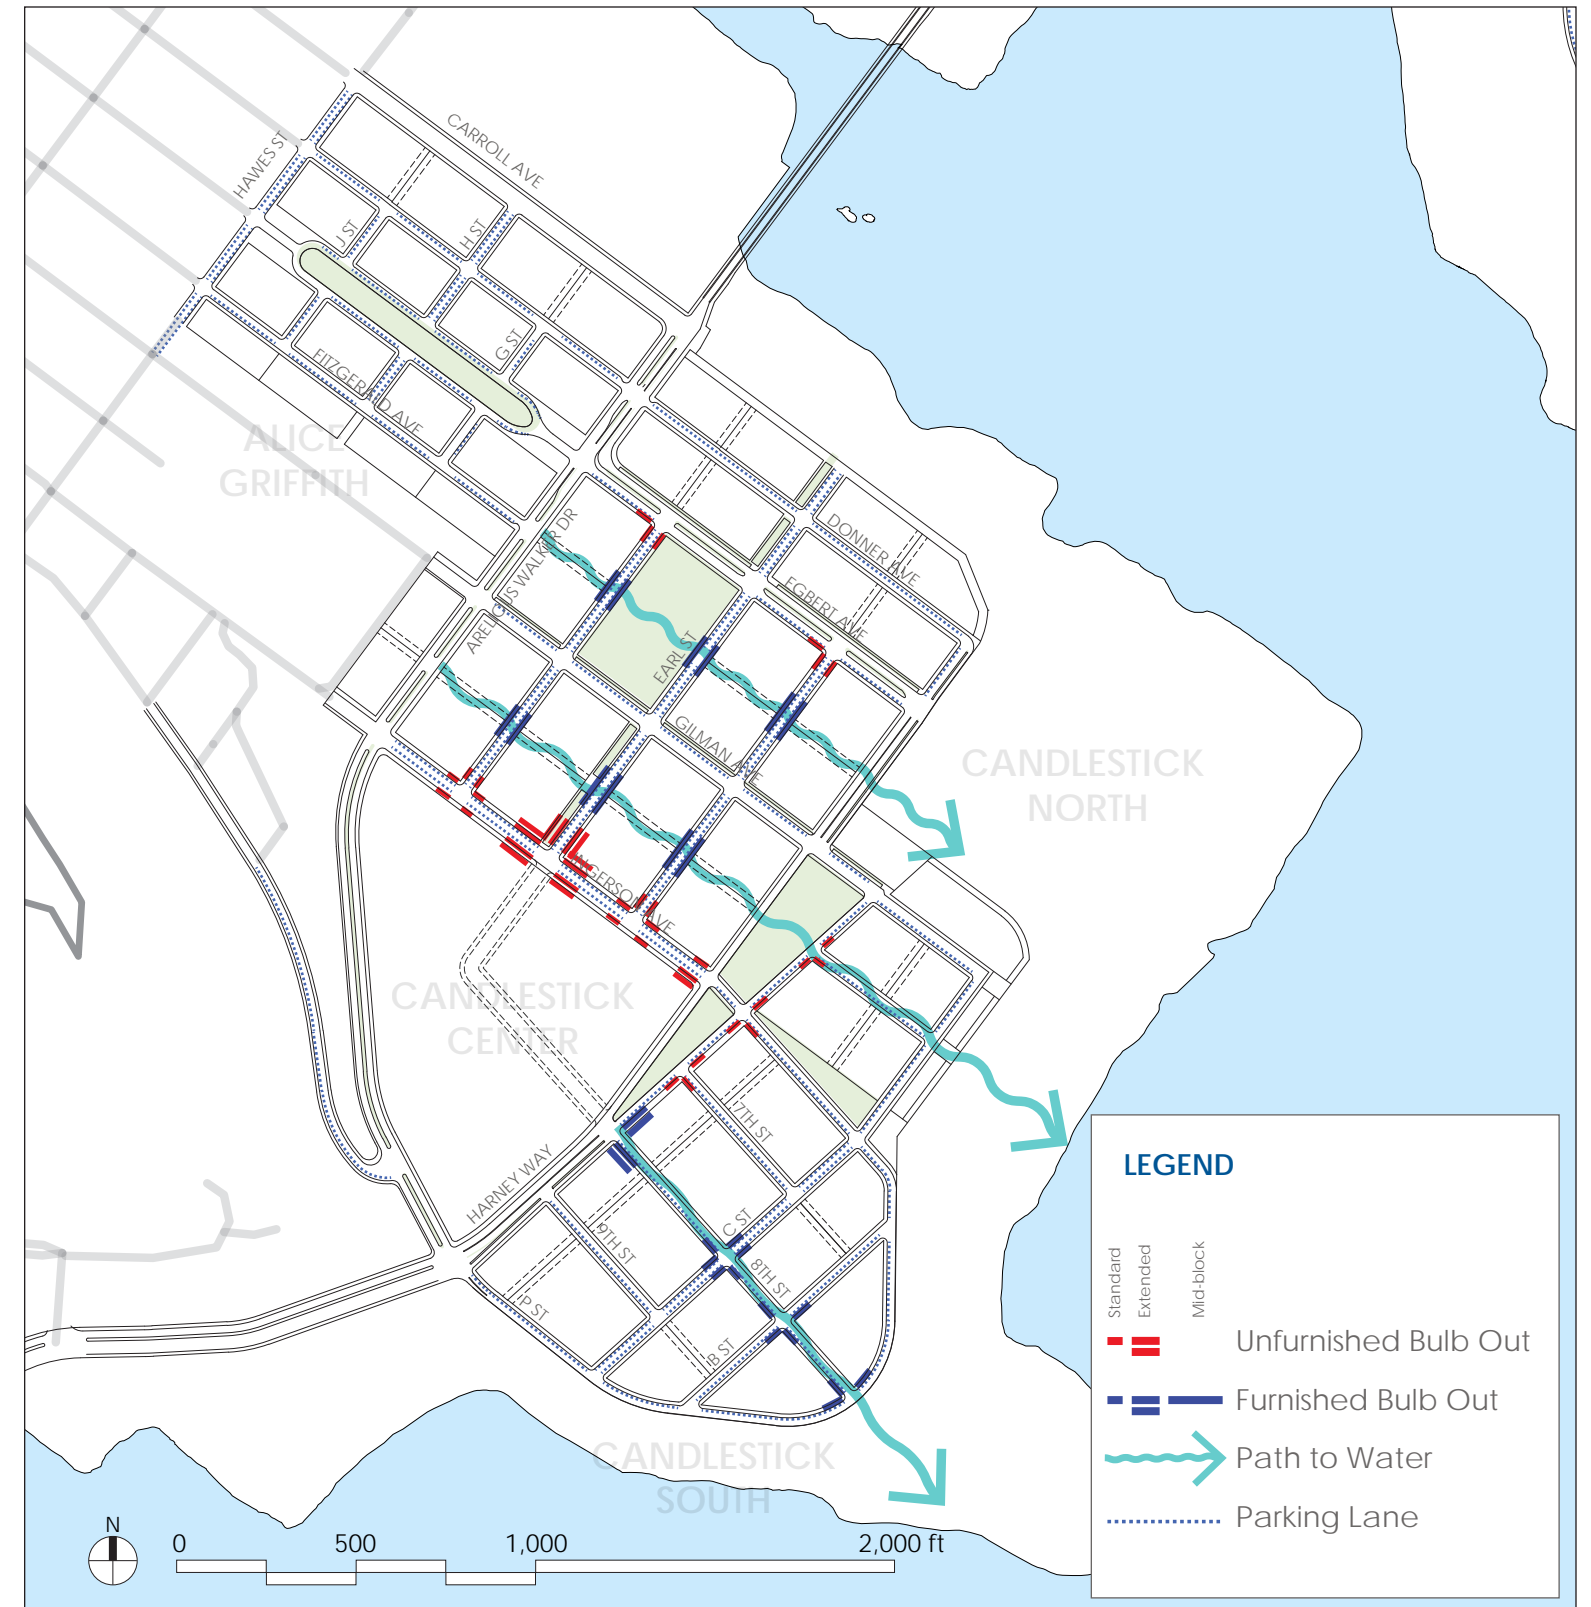 CARROLL AVE
HAWES ST
J ST
H ST
G ST
FITZGERALD AVE
ALICE
GRIFFITH
DONNER AVE
EGBERT AVE
ARELIOUS WALKER DR
EARL ST
GILMAN AVE
CANDLESTICK
NORTH
INGERSON AVE
CANDLESTICK
CENTER
7TH ST
HARNEY WAY
9TH ST
C ST
8TH ST
P ST
B ST
CANDLESTICK
SOUTH
LEGEND
Standard
Extended
Mid-block
Unfurnished Bulb Out
Furnished Bulb Out
Path to Water
Parking Lane
N
0 500 1,000 2,000 ft